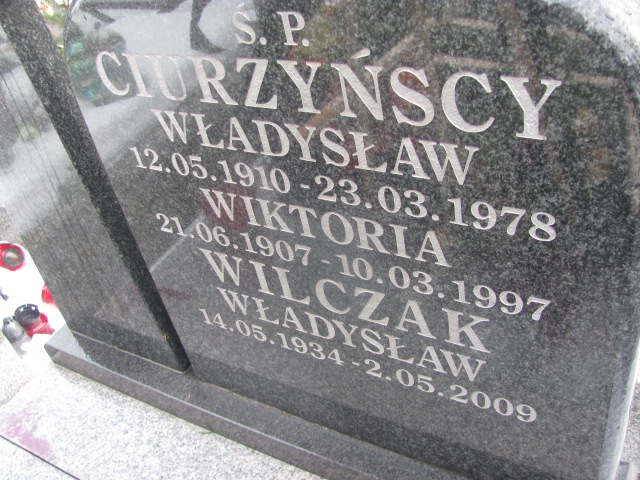 Ś. P.
CIURZYŃSCY
WŁADYSŁAW
12.05.1910 - 23.03.1978
WIKTORIA
21.06.1907 - 10.03.1997
WILCZAK
WŁADYSŁAW
14.05.1934 - 2.05.2009